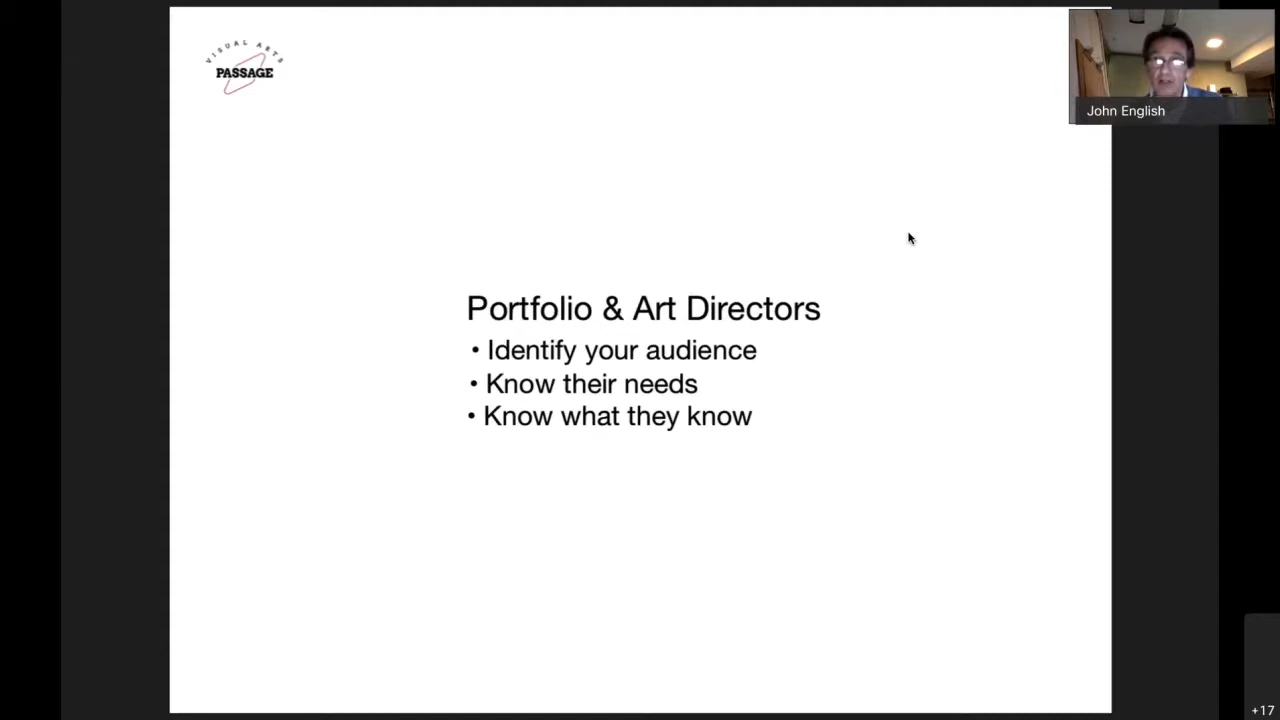 VISUAL ARTS
PASSAGE
John English
Portfolio & Art Directors
• Identify your audience
• Know their needs
• Know what they know
+17